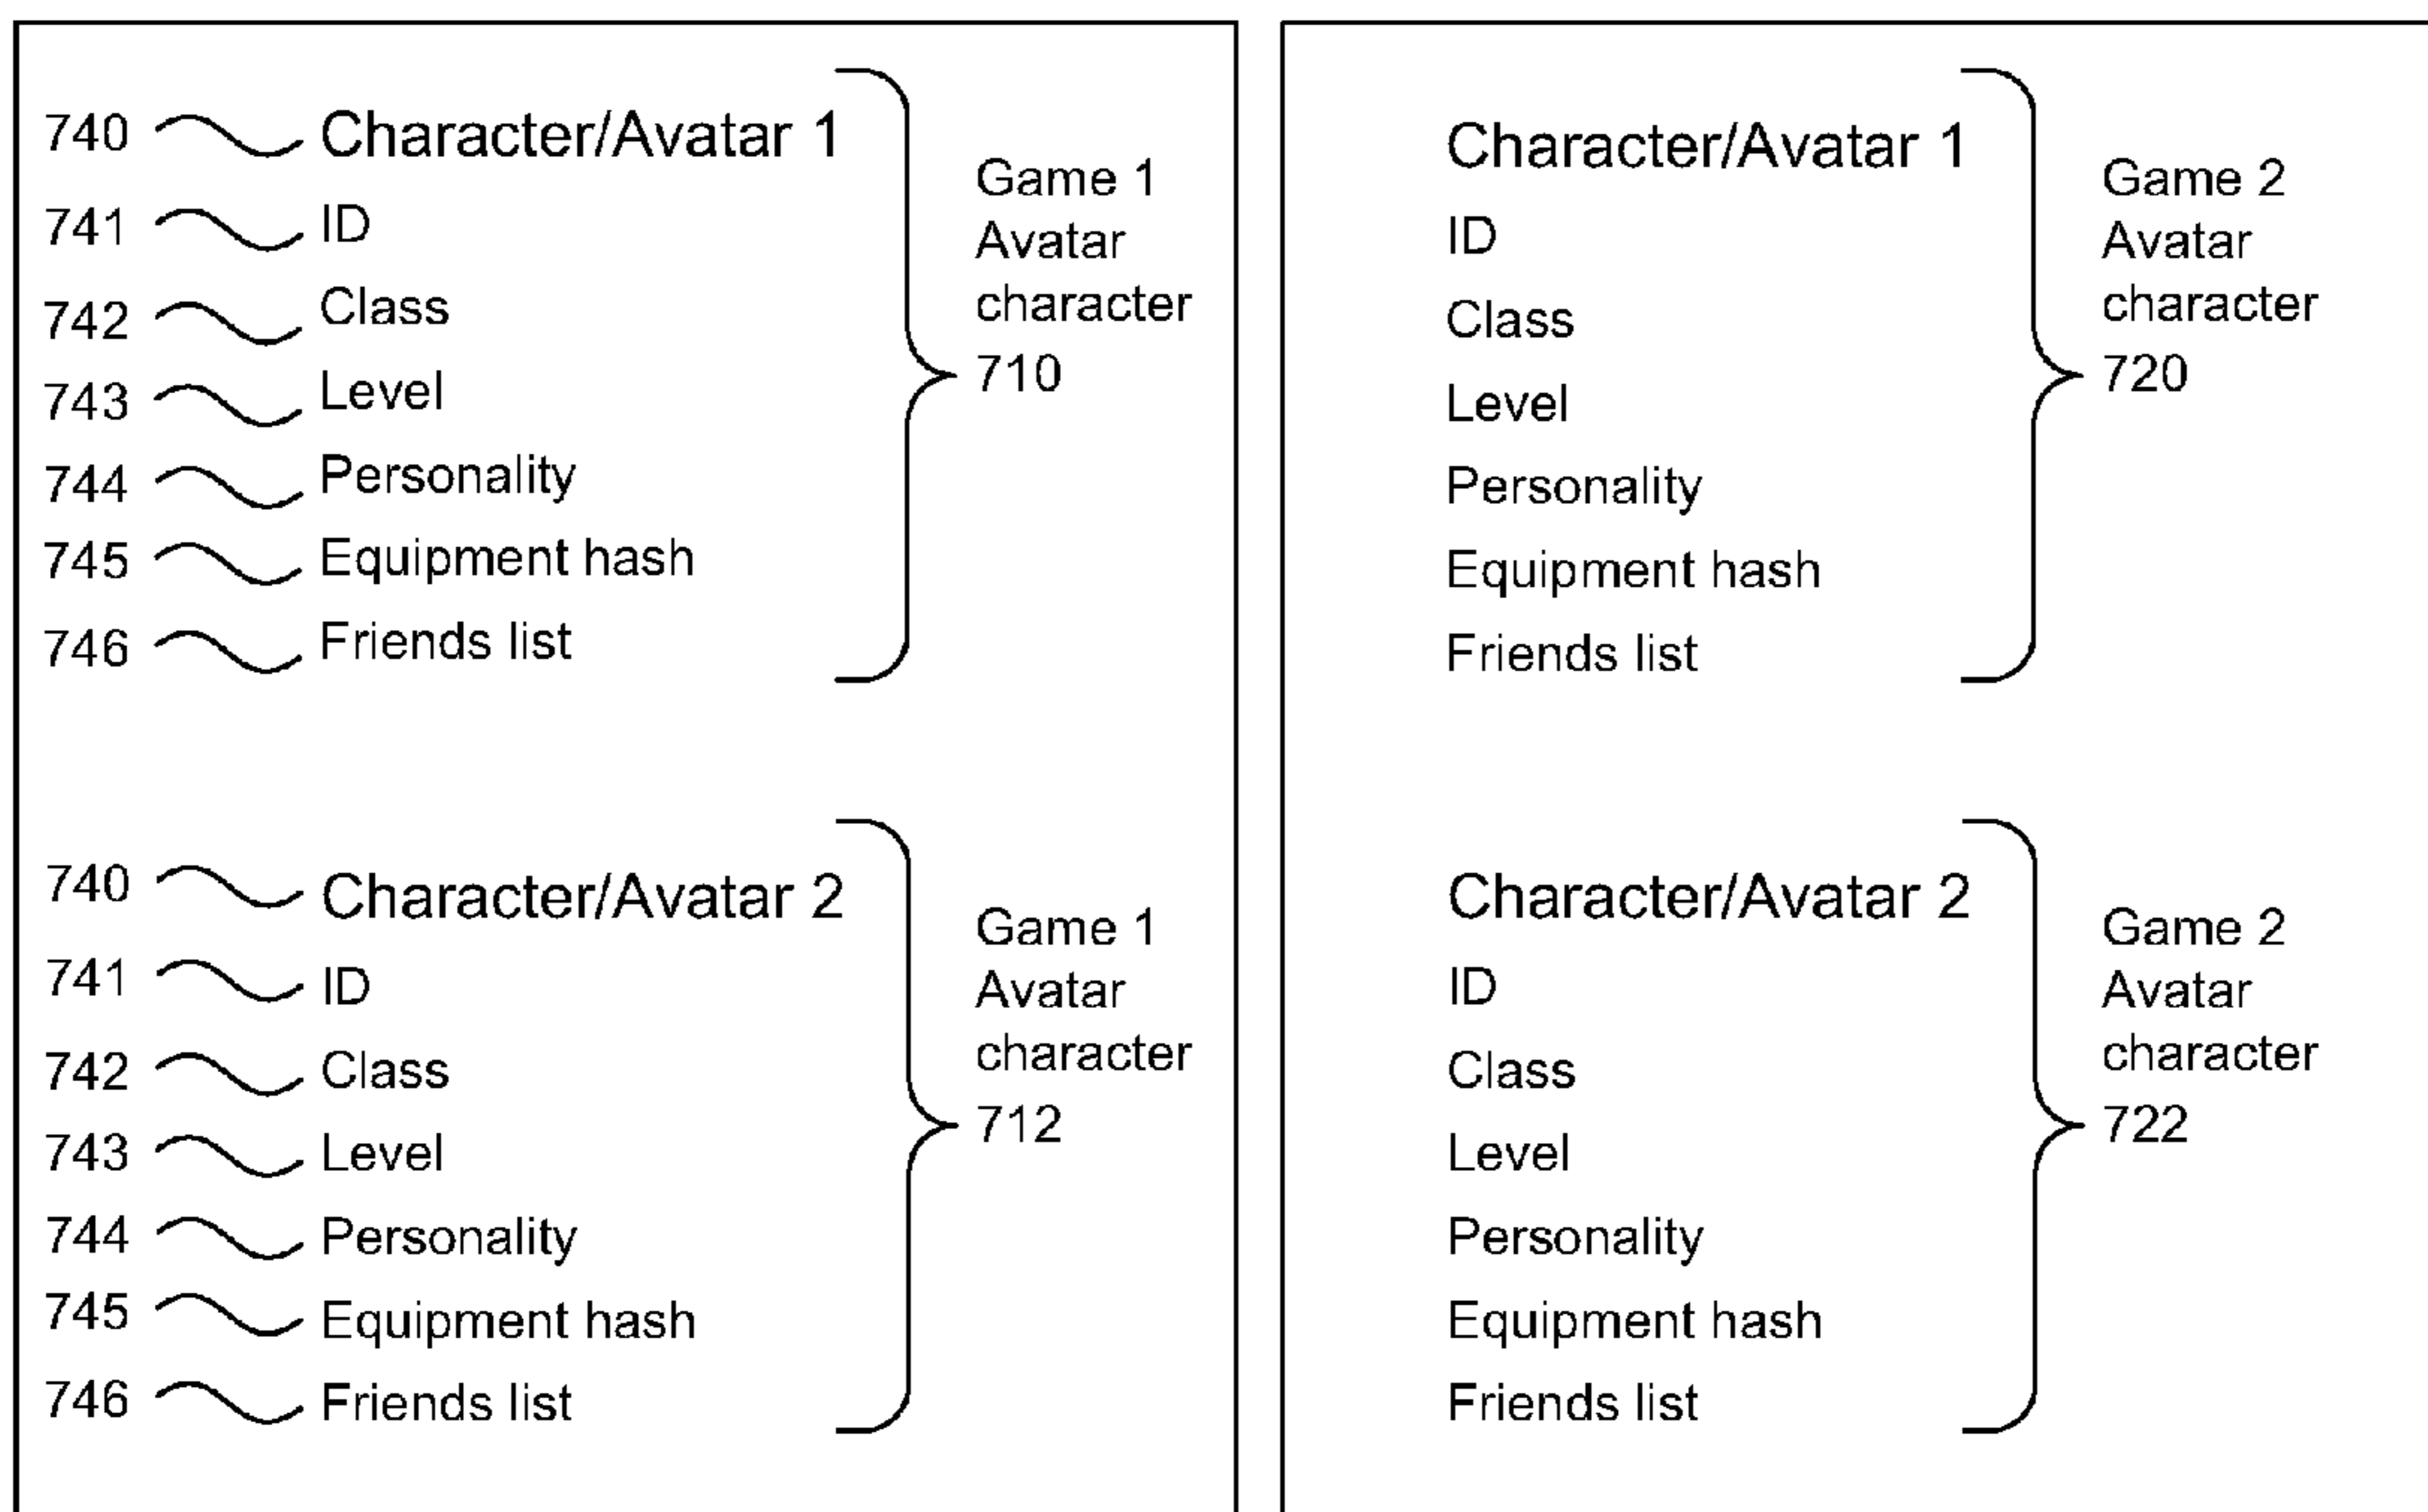 740 Character/Avatar 1
741 ID
742 Class
743 Level
744 Personality
745 Equipment hash
746 Friends list
Game 1
Avatar
character
710
740 Character/Avatar 2
741 ID
742 Class
743 Level
744 Personality
745 Equipment hash
746 Friends list
Game 1
Avatar
character
712
Character/Avatar 1
ID
Class
Level
Personality
Equipment hash
Friends list
Game 2
Avatar
character
720
Character/Avatar 2
ID
Class
Level
Personality
Equipment hash
Friends list
Game 2
Avatar
character
722